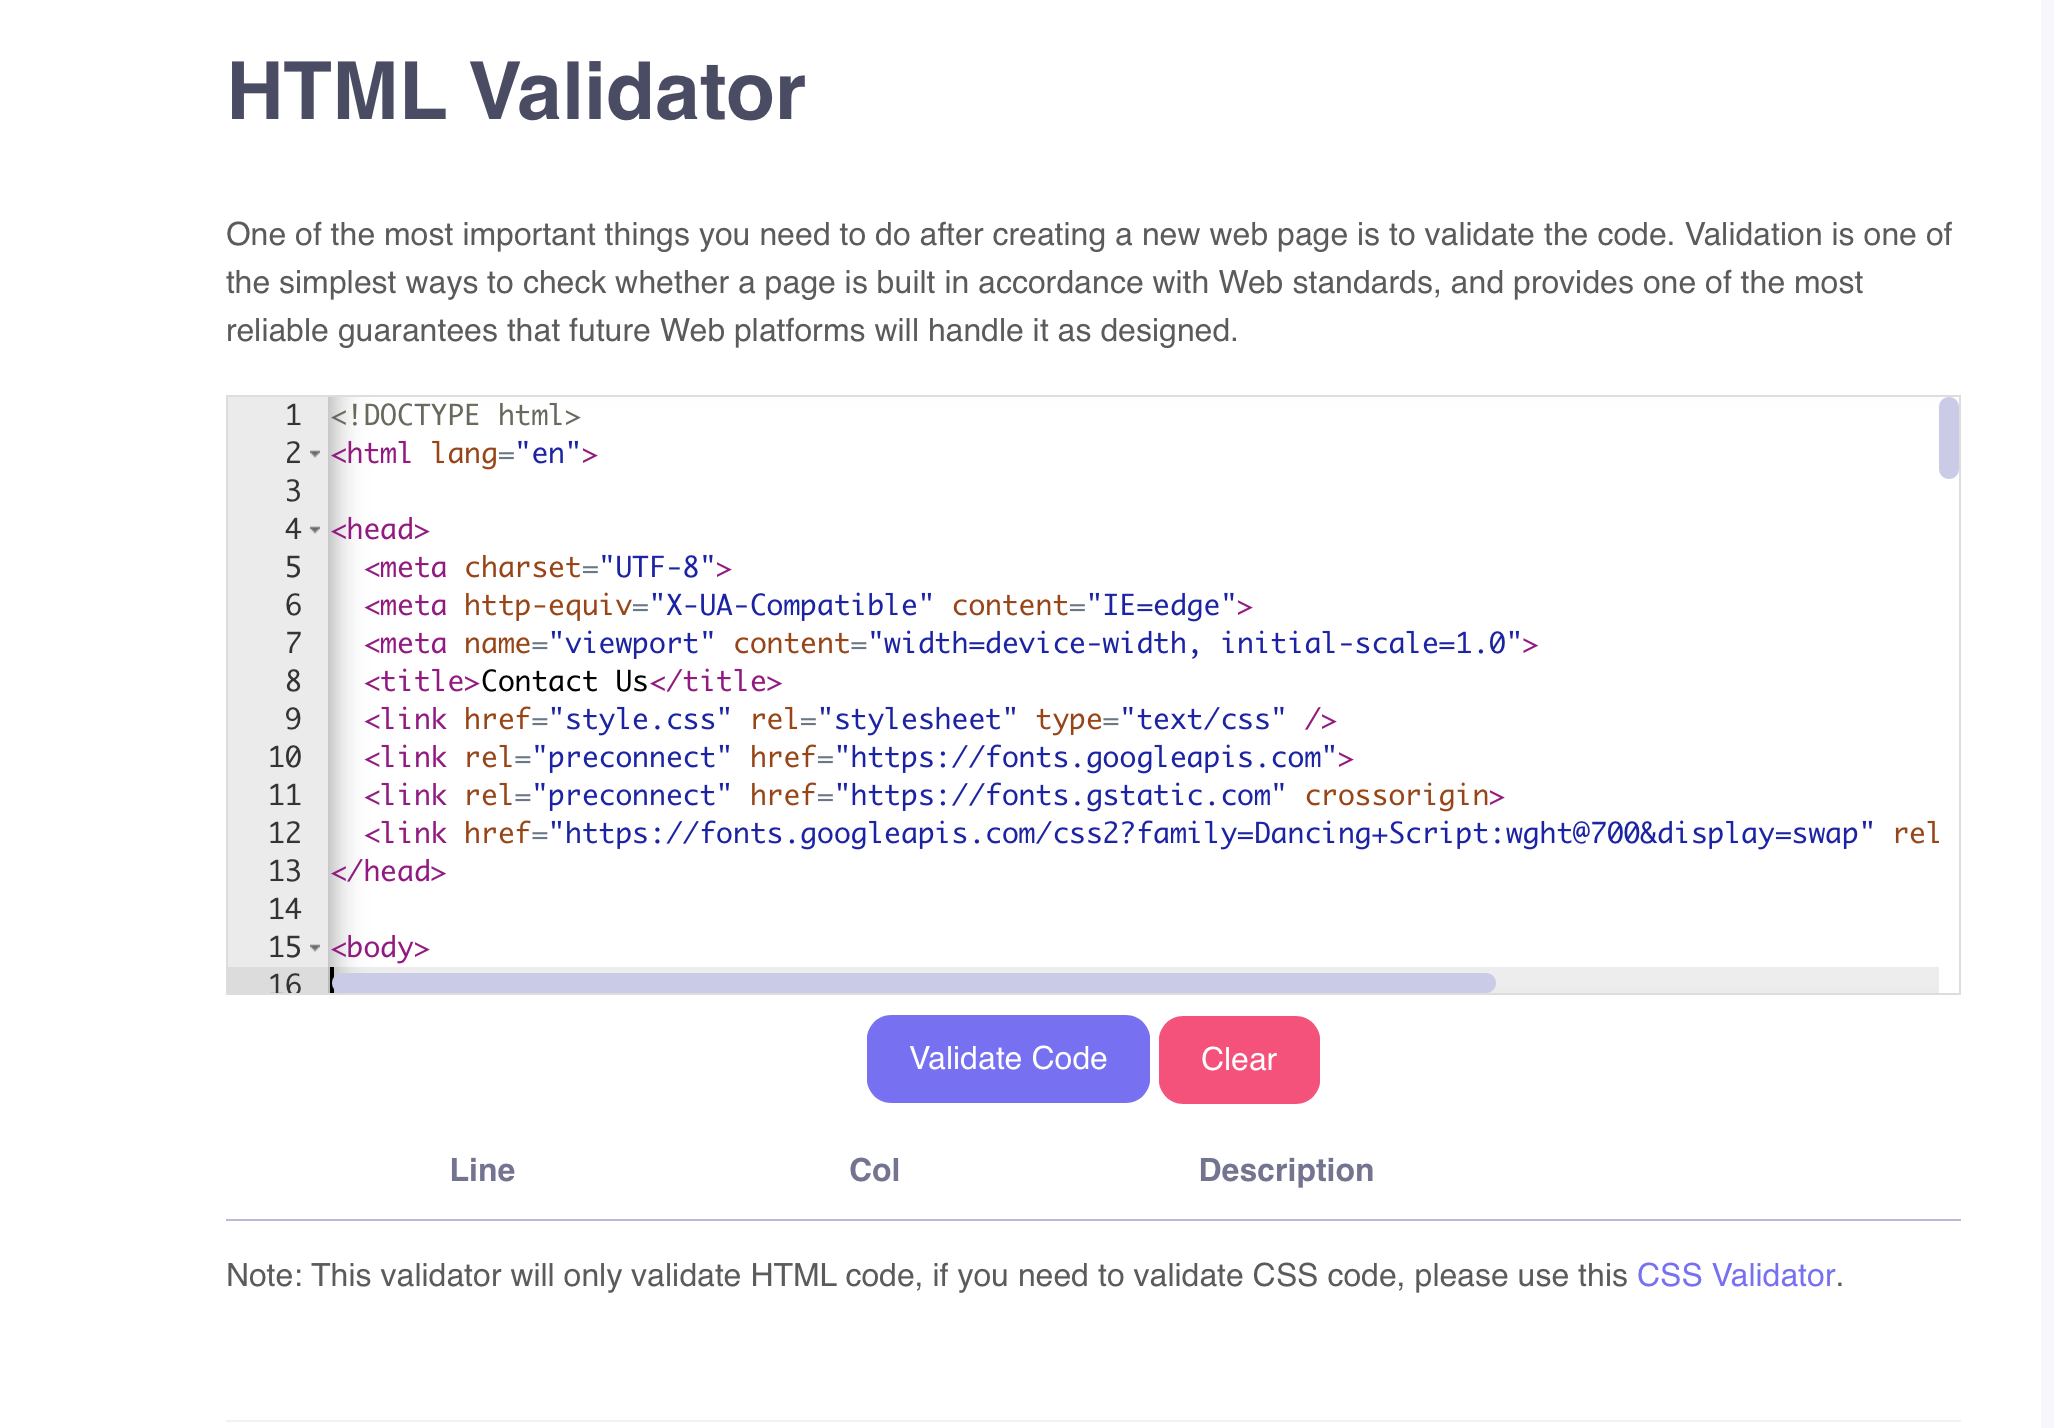 HTML Validator
One of the most important things you need to do after creating a new web page is to validate the code. Validation is one of
the simplest ways to check whether a page is built in accordance with Web standards, and provides one of the most
reliable guarantees that future Web platforms will handle it as designed.
1 <!DOCTYPE html>
2 <html lang="en">
3
4 <head>
5   <meta charset="UTF-8">
6   <meta http-equiv="X-UA-Compatible" content="IE=edge">
7   <meta name="viewport" content="width=device-width, initial-scale=1.0">
8   <title>Contact Us</title>
9   <link href="style.css" rel="stylesheet" type="text/css" />
10   <link rel="preconnect" href="https://fonts.googleapis.com">
11   <link rel="preconnect" href="https://fonts.gstatic.com" crossorigin>
12   <link href="https://fonts.googleapis.com/css2?family=Dancing+Script:wght@700&display=swap" rel
13 </head>
14
15 <body>
16
Validate Code Clear
Line Col Description
Note: This validator will only validate HTML code, if you need to validate CSS code, please use this CSS Validator.